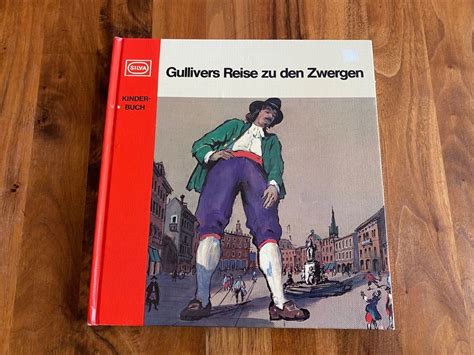 SILVA
Gullivers Reise zu den Zwergen
KINDER-
BUCH